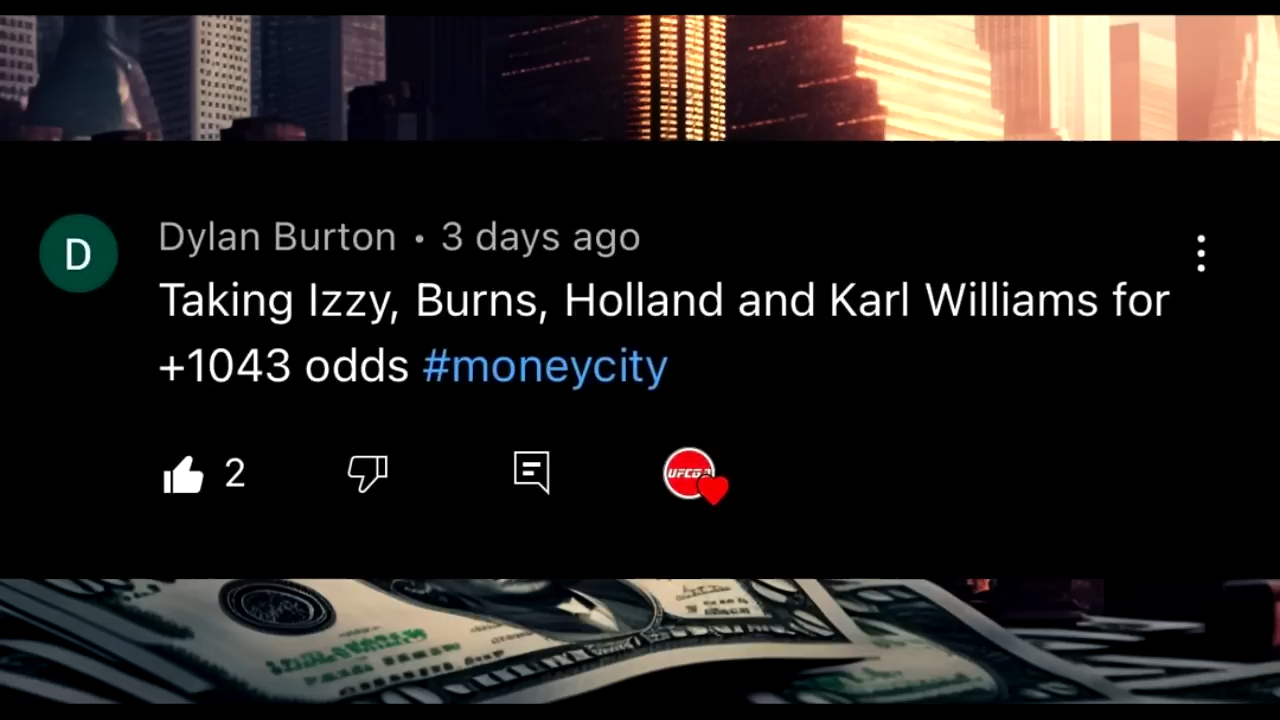 D
Dylan Burton • 3 days ago
Taking Izzy, Burns, Holland and Karl Williams for
+1043 odds #moneycity
2